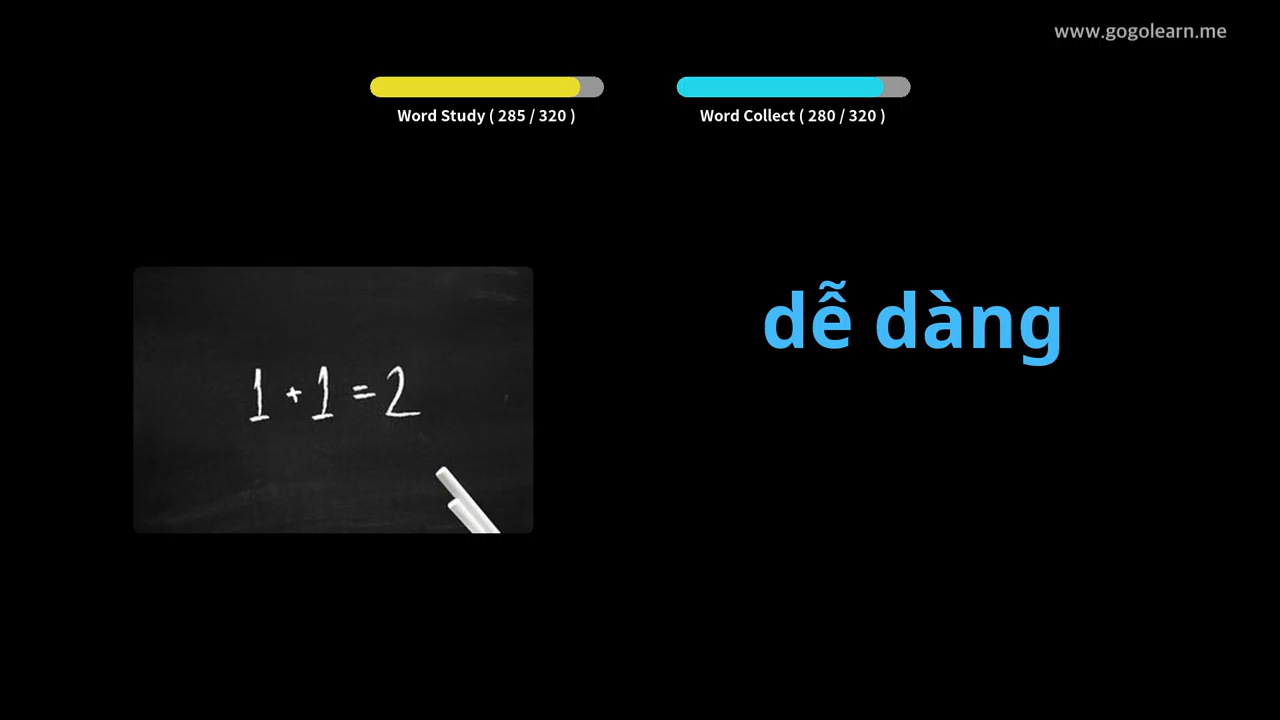 www.gogolearn.me
Word Study ( 285 / 320 )
Word Collect ( 280 / 320 )
dễ dàng
1 + 1 = 2